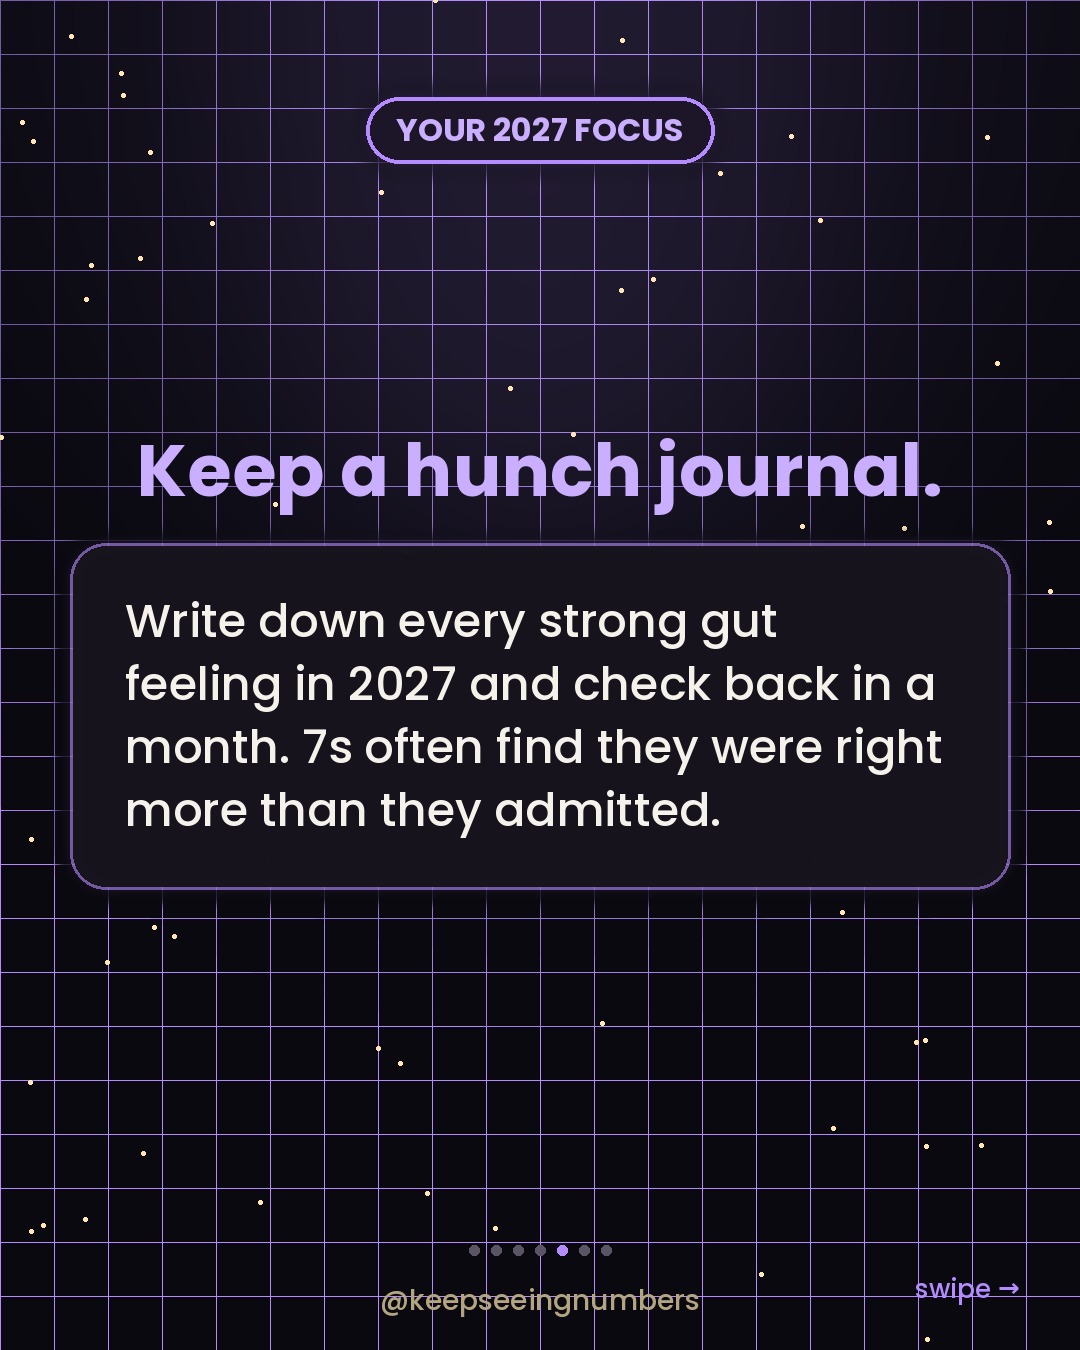 YOUR 2027 FOCUS
Keep a hunch journal.
Write down every strong gut
feeling in 2027 and check back in a
month. 7s often find they were right
more than they admitted.
@keepseeingnumbers
swipe →